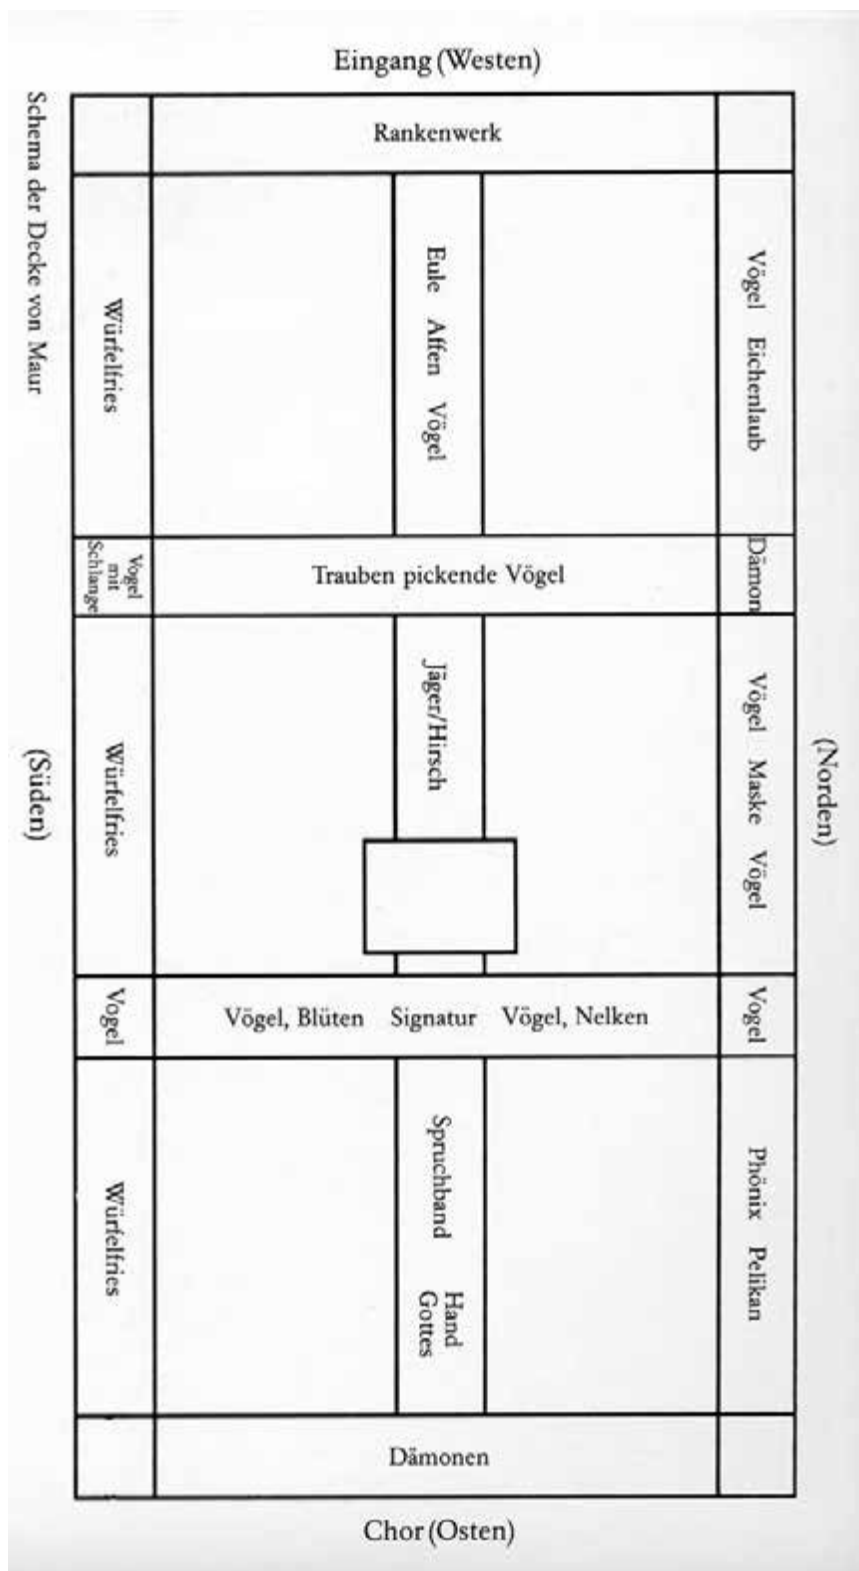 Eingang (Westen)
Schema der Decke von Maur
Rankenwerk
Würfelfries
Eule Affen Vögel
Vögel Eichenlaub
Vogel
mit
Schlange
Trauben pickende Vögel
Dämon
(Süden)
Würfelfries
Jäger/Hirsch
Vögel Maske Vögel
(Norden)
Vogel
Vögel, Blüten Signatur Vögel, Nelken
Vogel
Würfelfries
Spruchband
Hand
Gottes
Phönix Pelikan
Dämonen
Chor (Osten)